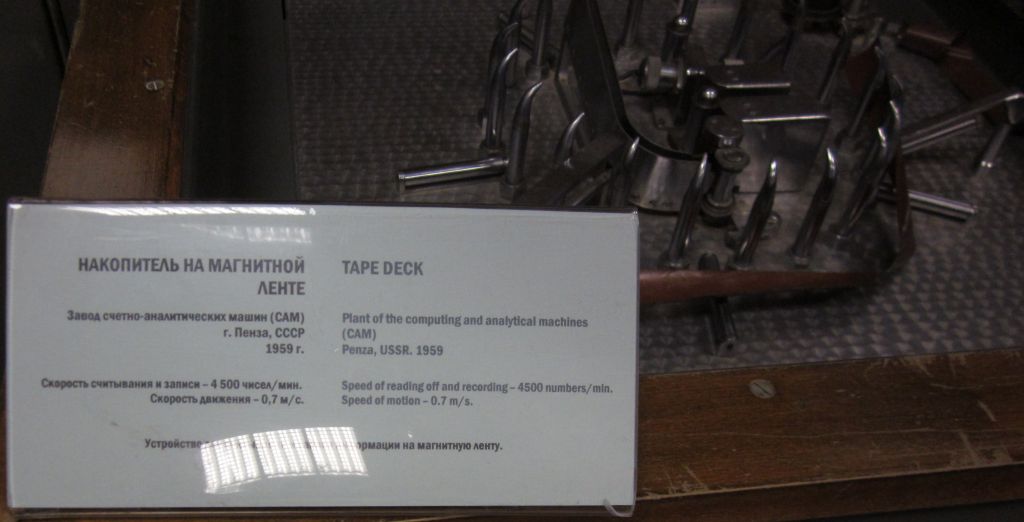 НАКОПИТЕЛЬ НА МАГНИТНОЙ
ЛЕНТЕ
Завод счетно-аналитических машин (САМ)
г. Пенза, СССР
1959 г.
Скорость считывания и записи – 4 500 чисел/мин.
Скорость движения – 0,7 м/с.
TAPE DECK
Plant of the computing and analytical machines
(CAM)
Penza, USSR. 1959
Speed of reading off and recording – 4500 numbers/min.
Speed of motion – 0.7 m/s.
Устройство на магнитную ленту.